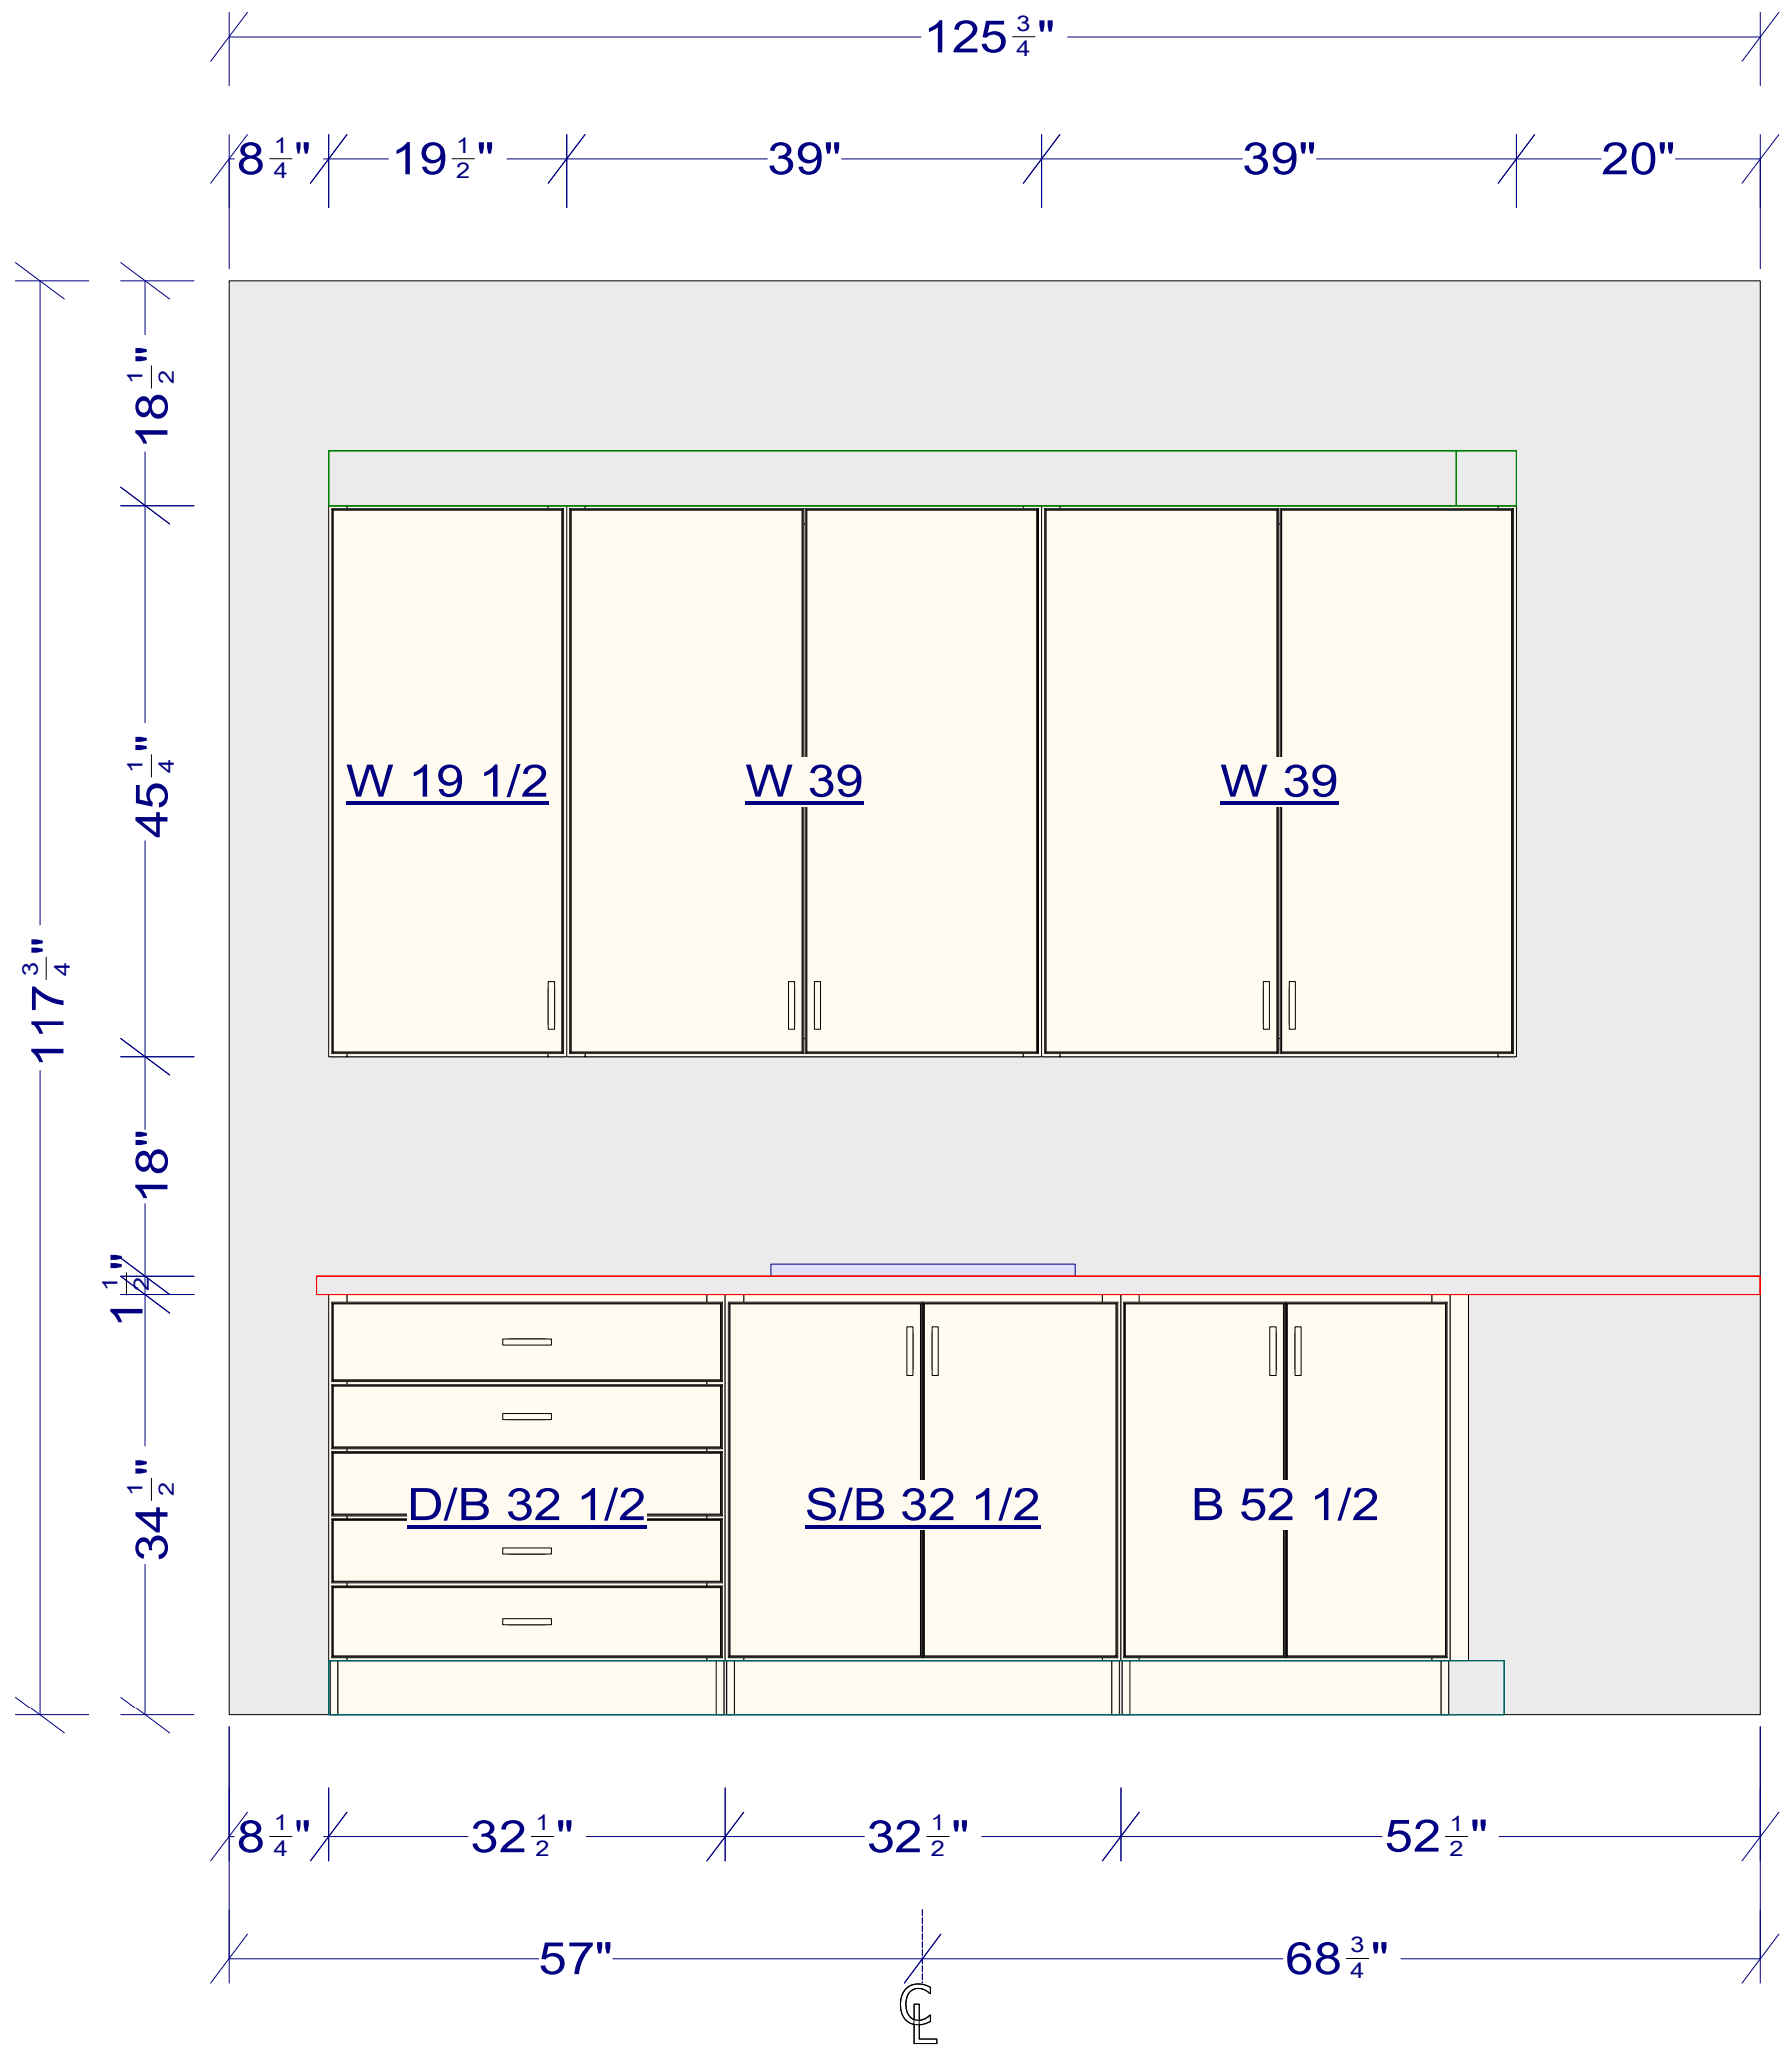 125 3/4"
8 1/4" 19 1/2" 39" 39" 20"
18 1/2"
45 1/4"
117 3/4"
18"
1 1/2"
34 1/2"
W 19 1/2 W 39 W 39
D/B 32 1/2 S/B 32 1/2 B 52 1/2
8 1/4" 32 1/2" 32 1/2" 52 1/2"
57" 68 3/4"
CL